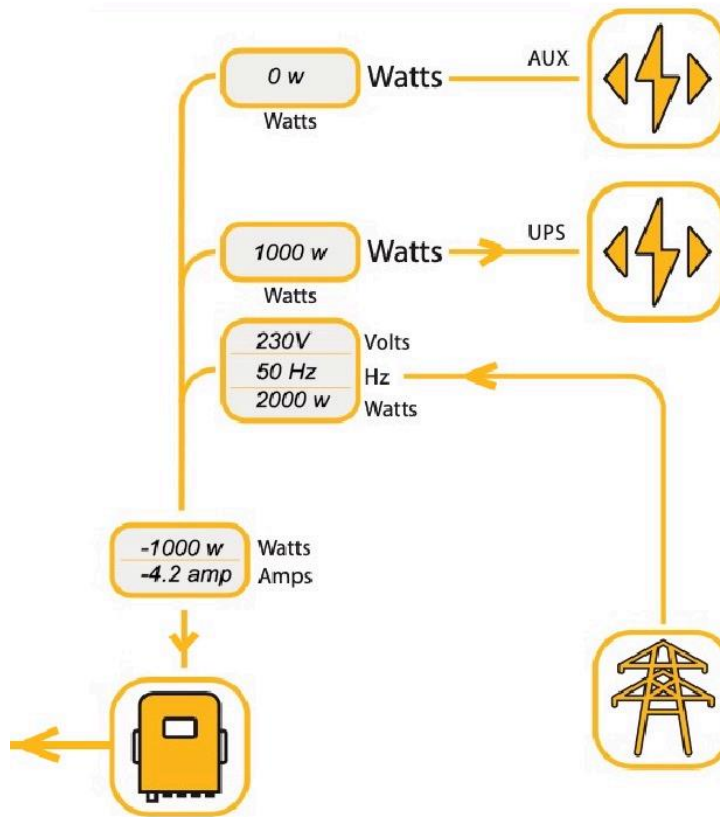 0 w Watts AUX
Watts
1000 w Watts UPS
Watts
230V Volts
50 Hz Hz
2000 w Watts
-1000 w Watts
-4.2 amp Amps